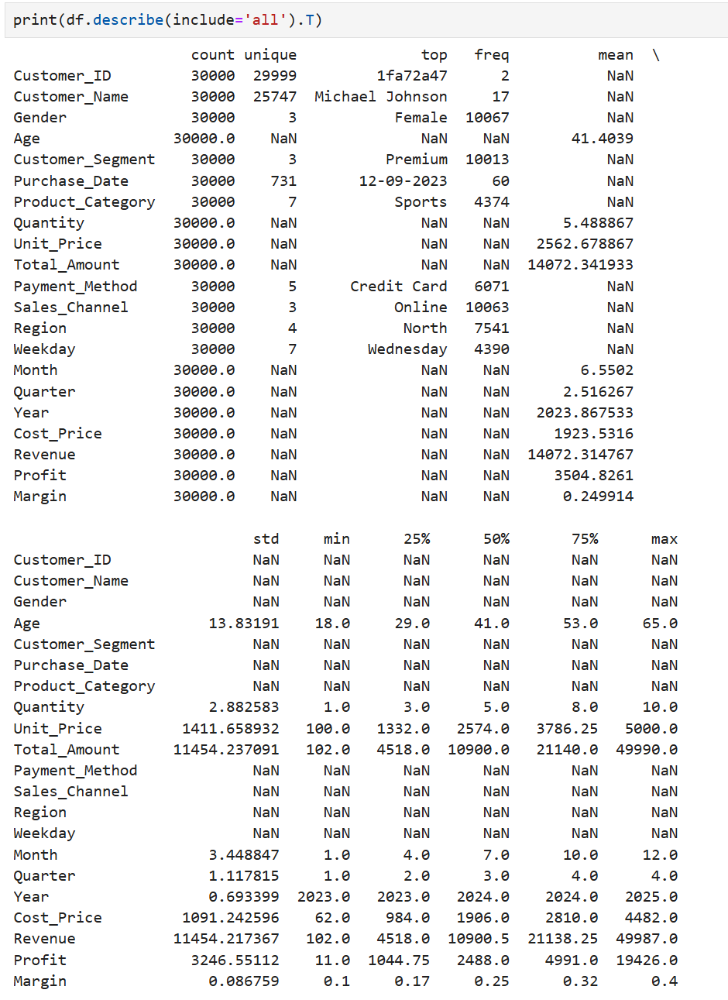 print(df.describe(include='all').T)
count unique top freq mean \
Customer_ID 30000 29999 1fa72a47 2 NaN
Customer_Name 30000 25747 Michael Johnson 17 NaN
Gender 30000 3 Female 10067 NaN
Age 30000.0 NaN NaN NaN 41.4039
Customer_Segment 30000 3 Premium 10013 NaN
Purchase_Date 30000 731 12-09-2023 60 NaN
Product_Category 30000 7 Sports 4374 NaN
Quantity 30000.0 NaN NaN NaN 5.488867
Unit_Price 30000.0 NaN NaN NaN 2562.678867
Total_Amount 30000.0 NaN NaN NaN 14072.341933
Payment_Method 30000 5 Credit Card 6071 NaN
Sales_Channel 30000 3 Online 10063 NaN
Region 30000 4 North 7541 NaN
Weekday 30000 7 Wednesday 4390 NaN
Month 30000.0 NaN NaN NaN 6.5502
Quarter 30000.0 NaN NaN NaN 2.516267
Year 30000.0 NaN NaN NaN 2023.867533
Cost_Price 30000.0 NaN NaN NaN 1923.5316
Revenue 30000.0 NaN NaN NaN 14072.314767
Profit 30000.0 NaN NaN NaN 3504.8261
Margin 30000.0 NaN NaN NaN 0.249914
std min 25% 50% 75% max
Customer_ID NaN NaN NaN NaN NaN NaN
Customer_Name NaN NaN NaN NaN NaN NaN
Gender NaN NaN NaN NaN NaN NaN
Age 13.83191 18.0 29.0 41.0 53.0 65.0
Customer_Segment NaN NaN NaN NaN NaN NaN
Purchase_Date NaN NaN NaN NaN NaN NaN
Product_Category NaN NaN NaN NaN NaN NaN
Quantity 2.882583 1.0 3.0 5.0 8.0 10.0
Unit_Price 1411.658932 100.0 1332.0 2574.0 3786.25 5000.0
Total_Amount 11454.237091 102.0 4518.0 10900.0 21140.0 49990.0
Payment_Method NaN NaN NaN NaN NaN NaN
Sales_Channel NaN NaN NaN NaN NaN NaN
Region NaN NaN NaN NaN NaN NaN
Weekday NaN NaN NaN NaN NaN NaN
Month 3.448847 1.0 4.0 7.0 10.0 12.0
Quarter 1.117815 1.0 2.0 3.0 4.0 4.0
Year 0.693399 2023.0 2023.0 2024.0 2024.0 2025.0
Cost_Price 1091.242596 62.0 984.0 1906.0 2810.0 4482.0
Revenue 11454.217367 102.0 4518.0 10900.5 21138.25 49987.0
Profit 3246.55112 11.0 1044.75 2488.0 4991.0 19426.0
Margin 0.086759 0.1 0.17 0.25 0.32 0.4